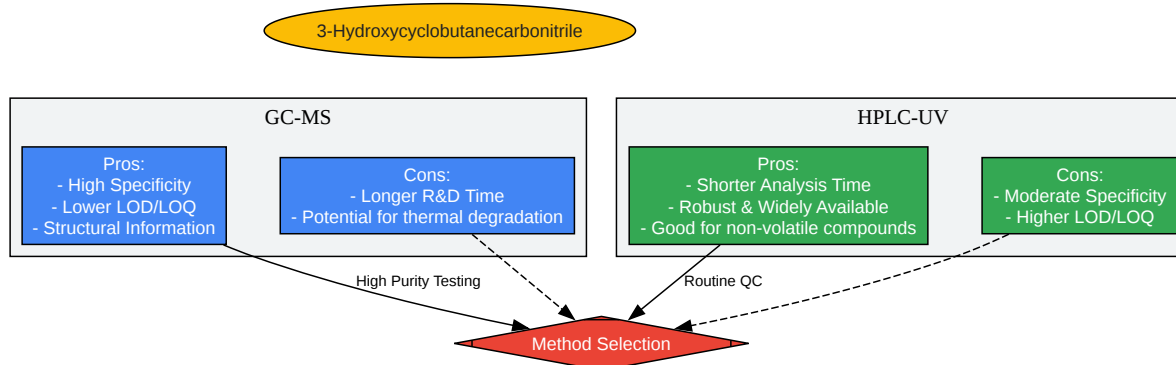 3-Hydroxycyclobutanecarbonitrile
GC-MS
Pros:
- High Specificity
- Lower LOD/LOQ
- Structural Information
Cons:
- Longer R&D Time
- Potential for thermal degradation
HPLC-UV
Pros:
- Shorter Analysis Time
- Robust & Widely Available
- Good for non-volatile compounds
Cons:
- Moderate Specificity
- Higher LOD/LOQ
High Purity Testing
Routine QC
Method Selection